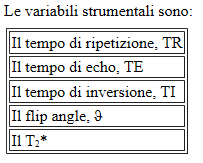 Le variabili strumentali sono:
Il tempo di ripetizione, TR
Il tempo di echo, TE
Il tempo di inversione, TI
Il flip angle, ϑ
Il T₂*